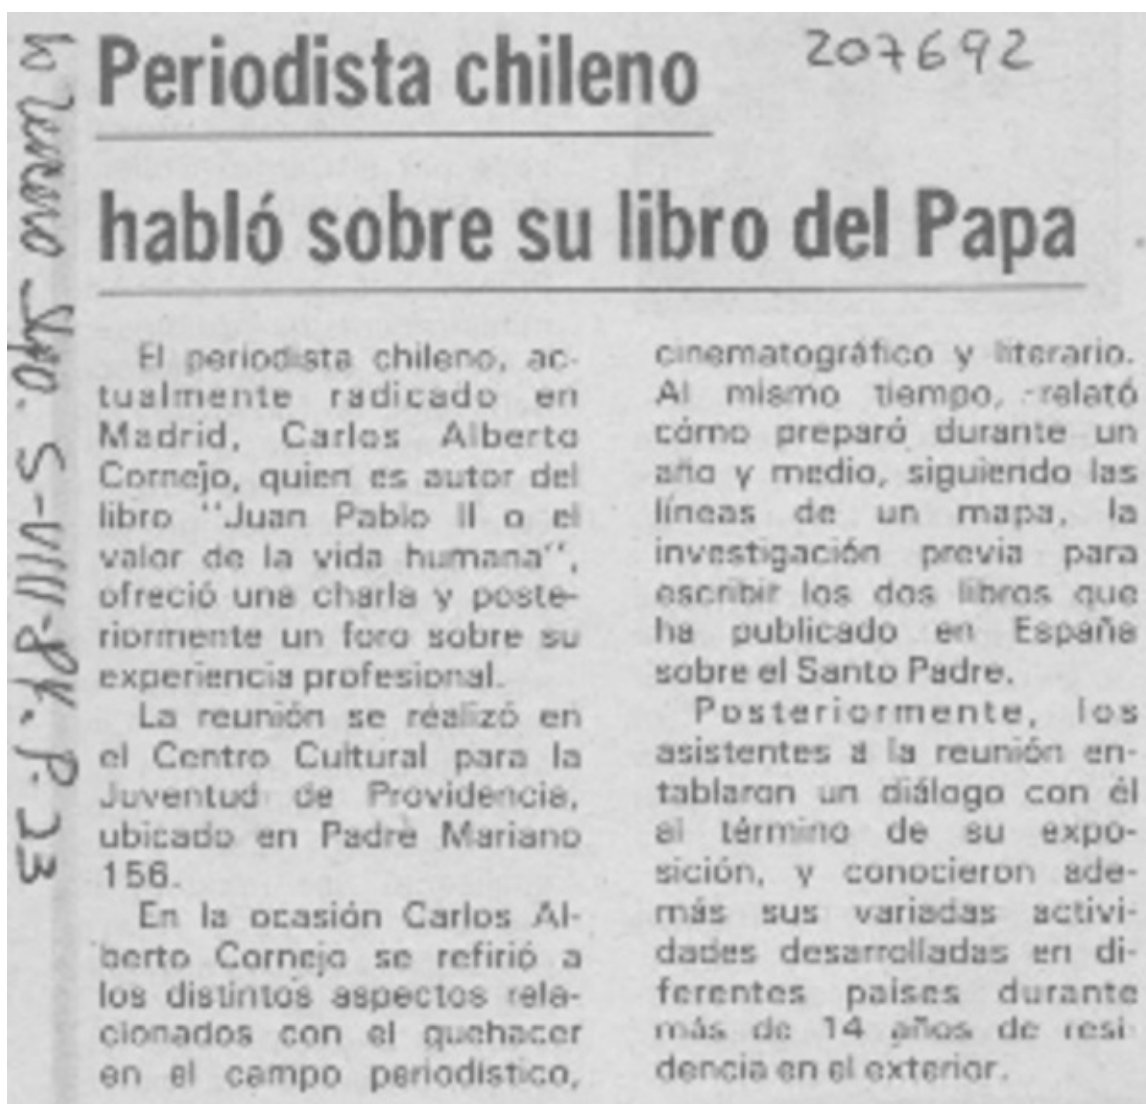 207692
Periodista chileno
habló sobre su libro del Papa
El periodista chileno, ac-
tualmente radicado en
Madrid, Carlos Alberto
Cornejo, quien es autor del
libro "Juan Pablo II o el
valor de la vida humana",
ofreció una charla y poste-
riormente un foro sobre su
experiencia profesional.
La reunión se realizó en
el Centro Cultural para la
Juventud de Providencia,
ubicado en Padre Mariano
156.
En la ocasión Carlos Al-
berto Cornejo se refirió a
los distintos aspectos rela-
cionados con el quehacer
en el campo periodístico,
cinematográfico y literario.
Al mismo tiempo, relató
cómo preparó durante un
año y medio, siguiendo las
líneas de un mapa, la
investigación previa para
escribir los dos libros que
ha publicado en España
sobre el Santo Padre.
Posteriormente, los
asistentes a la reunión en-
tablaron un diálogo con él
al término de su expo-
sición, y conocieron ade-
más sus variadas activi-
dades desarrolladas en di-
ferentes países durante
más de 14 años de resi
dencia en el exterior.
Stgo. 5-VIII-84. P. 23